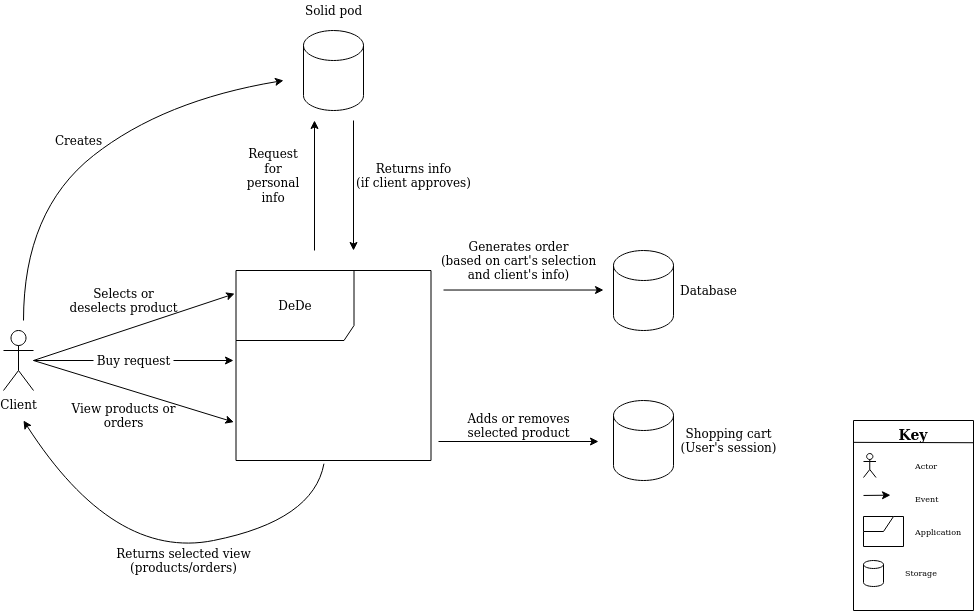 Solid pod
Creates
Request
for
personal
info
Returns info
(if client approves)
Generates order
(based on cart's selection
and client's info)
Database
Selects or
deselects product
DeDe
Buy request
Client
View products or
orders
Adds or removes
selected product
Shopping cart
(User's session)
Returns selected view
(products/orders)
Key
Actor
Event
Application
Storage